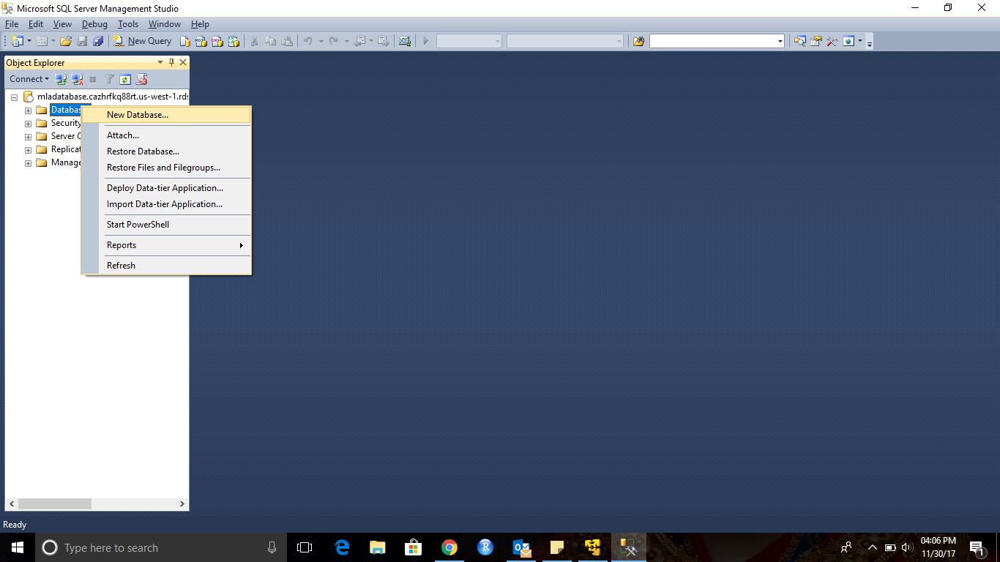 Microsoft SQL Server Management Studio
File Edit View Debug Tools Window Help
New Query
Object Explorer
Connect
mladatabase.cazhrfkq88rt.us-west-1.rds
Databas
Security
Server O
Replicat
Manage
New Database...
Attach...
Restore Database...
Restore Files and Filegroups...
Deploy Data-tier Application...
Import Data-tier Application...
Start PowerShell
Reports
Refresh
Ready
Type here to search
04:06 PM
11/30/17
1